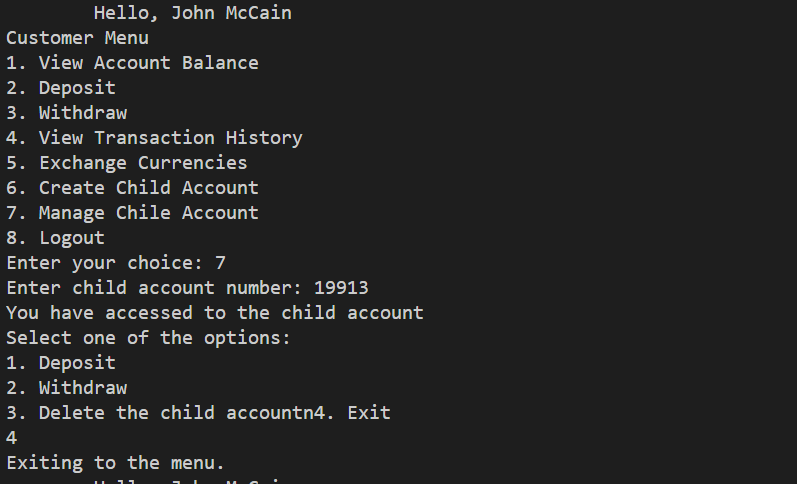 Hello, John McCain
Customer Menu
1. View Account Balance
2. Deposit
3. Withdraw
4. View Transaction History
5. Exchange Currencies
6. Create Child Account
7. Manage Chile Account
8. Logout
Enter your choice: 7
Enter child account number: 19913
You have accessed to the child account
Select one of the options:
1. Deposit
2. Withdraw
3. Delete the child accountn4. Exit
4
Exiting to the menu.
Hello, John McCain